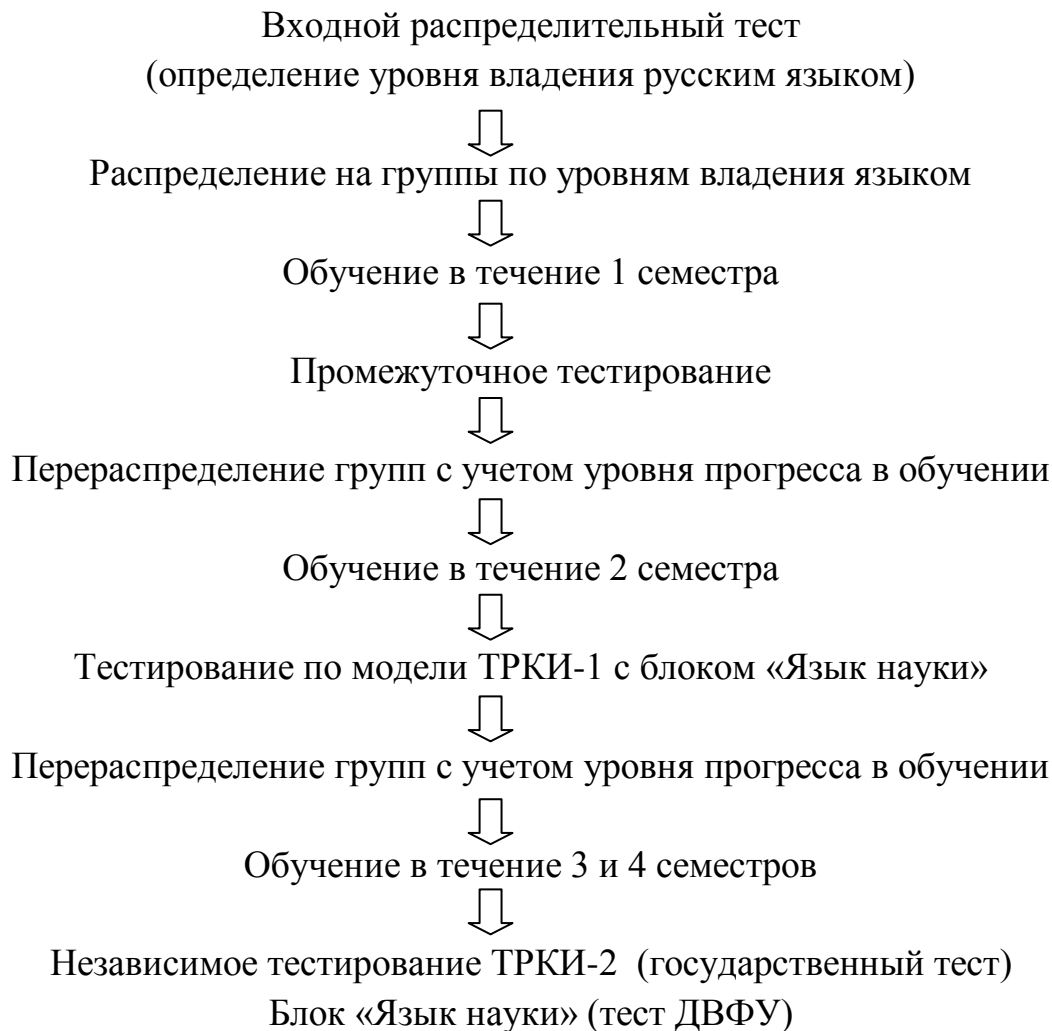 Входной распределительный тест
(определение уровня владения русским языком)
Распределение на группы по уровням владения языком
Обучение в течение 1 семестра
Промежуточное тестирование
Перераспределение групп с учетом уровня прогресса в обучении
Обучение в течение 2 семестра
Тестирование по модели ТРКИ-1 с блоком «Язык науки»
Перераспределение групп с учетом уровня прогресса в обучении
Обучение в течение 3 и 4 семестров
Независимое тестирование ТРКИ-2 (государственный тест)
Блок «Язык науки» (тест ДВФУ)